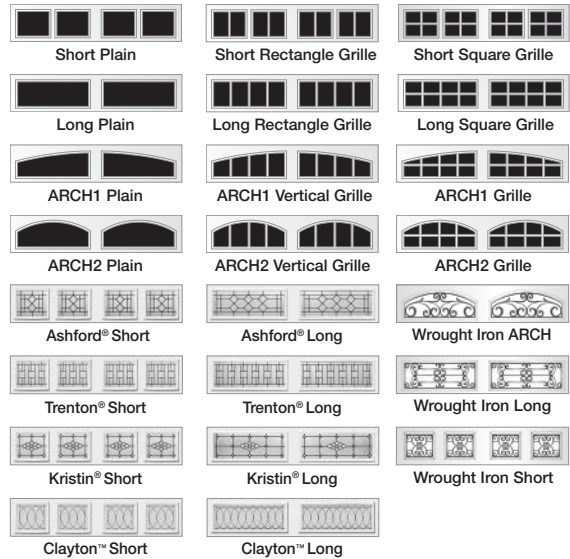 Short Plain
Short Rectangle Grille
Short Square Grille
Long Plain
Long Rectangle Grille
Long Square Grille
ARCH1 Plain
ARCH1 Vertical Grille
ARCH1 Grille
ARCH2 Plain
ARCH2 Vertical Grille
ARCH2 Grille
Ashford® Short
Ashford® Long
Wrought Iron ARCH
Trenton® Short
Trenton® Long
Wrought Iron Long
Kristin® Short
Kristin® Long
Wrought Iron Short
Clayton™ Short
Clayton™ Long